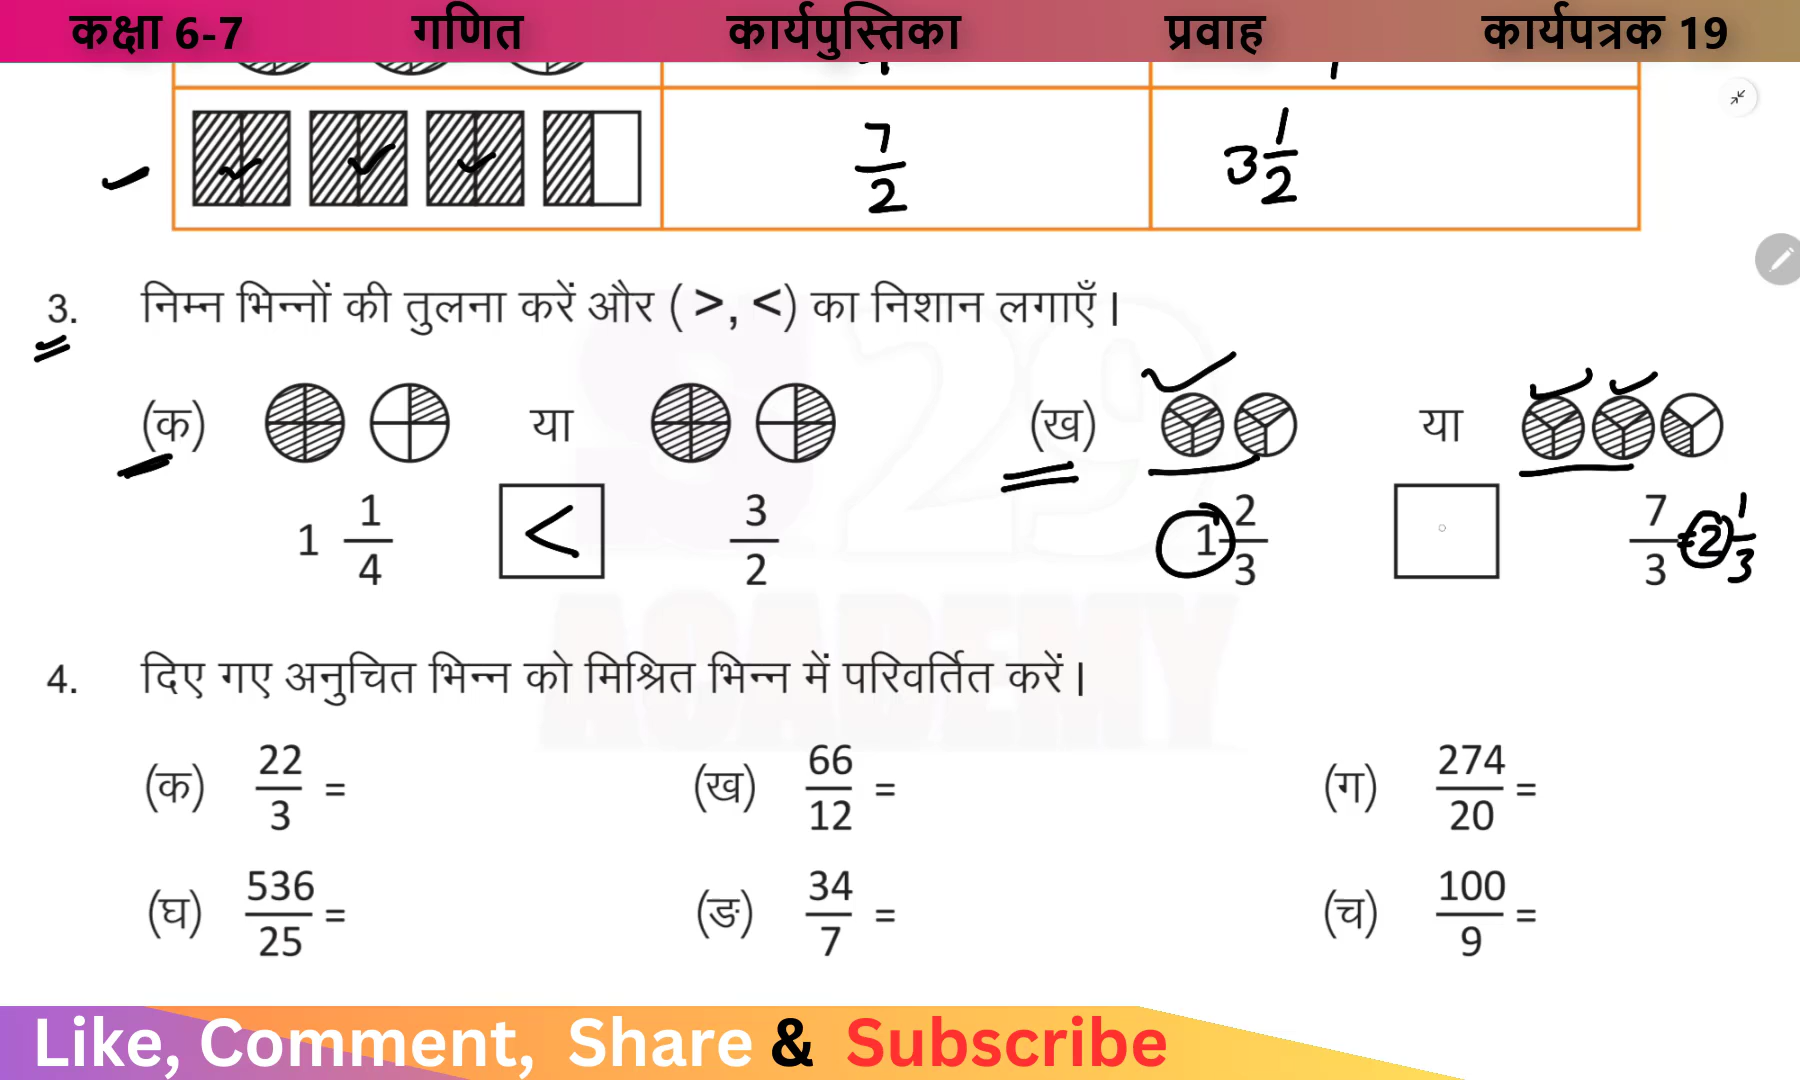 कक्षा 6-7 गणित कार्यपुस्तिका प्रवाह कार्यपत्रक 19
7/2 3 1/2
3. निम्न भिन्नों की तुलना करें और ( >, <) का निशान लगाएँ।
(क) या (ख) या
1 1/4 < 3/2 1 2/3 7/3 = 2 1/3
4. दिए गए अनुचित भिन्न को मिश्रित भिन्न में परिवर्तित करें।
(क) 22/3 = (ख) 66/12 = (ग) 274/20 =
(घ) 536/25 = (ङ) 34/7 = (च) 100/9 =
S 29
ACADEMY
Like, Comment, Share & Subscribe